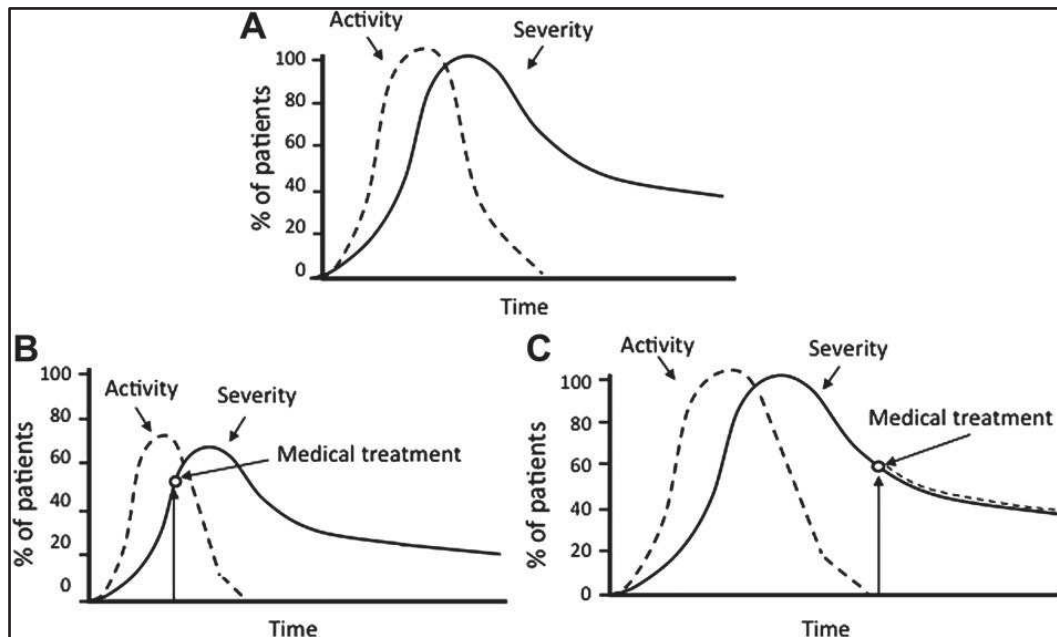 A
Activity
Severity
100
80
60
40
20
0
% of patients
Time
B
Activity
Severity
Medical treatment
100
80
60
40
20
0
% of patients
Time
C
Activity
Severity
Medical treatment
100
80
60
40
20
0
% of patients
Time